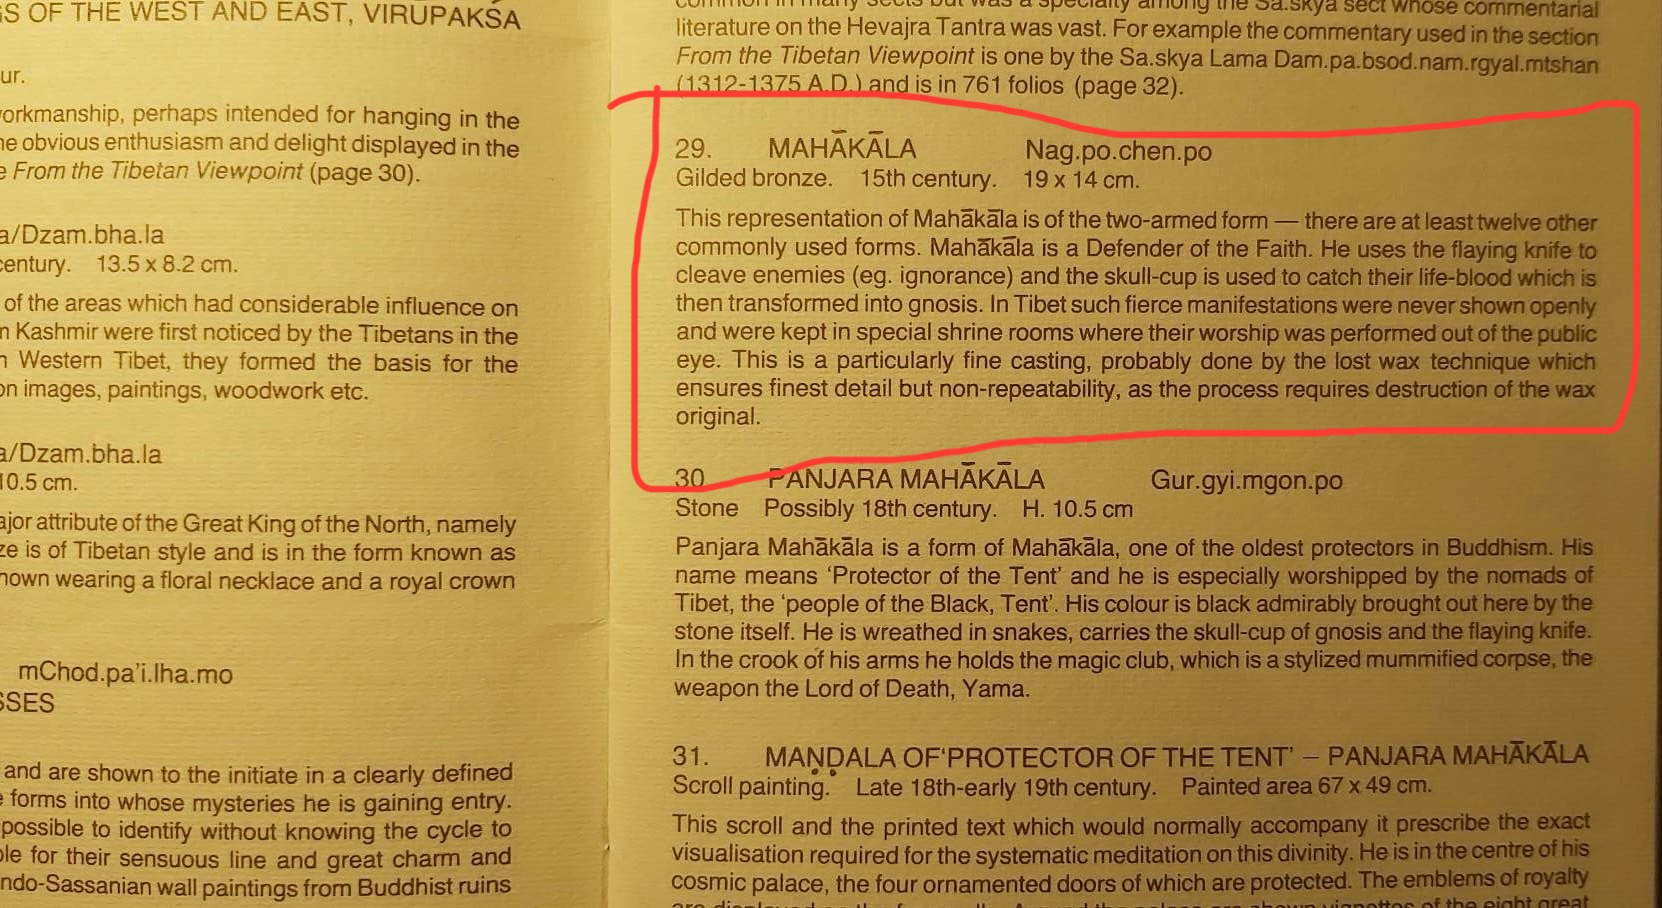 S OF THE WEST AND EAST, VIRŪPAKṢA
ur.
orkmanship, perhaps intended for hanging in the
e obvious enthusiasm and delight displayed in the
From the Tibetan Viewpoint (page 30).
a/Dzam.bha.la
entury. 13.5 x 8.2 cm.
of the areas which had considerable influence on
Kashmir were first noticed by the Tibetans in the
Western Tibet, they formed the basis for the
on images, paintings, woodwork etc.
a/Dzam.bha.la
10.5 cm.
ajor attribute of the Great King of the North, namely
ze is of Tibetan style and is in the form known as
hown wearing a floral necklace and a royal crown
mChod.pa’i.lha.mo
SSES
and are shown to the initiate in a clearly defined
forms into whose mysteries he is gaining entry.
possible to identify without knowing the cycle to
ble for their sensuous line and great charm and
ndo-Sassanian wall paintings from Buddhist ruins
common in many sects but was a specialty among the Sa.skya sect whose commentarial
literature on the Hevajra Tantra was vast. For example the commentary used in the section
From the Tibetan Viewpoint is one by the Sa.skya Lama Dam.pa.bsod.nam.rgyal.mtshan
(1312-1375 A.D.) and is in 761 folios (page 32).
29. MAHĀKĀLA Nag.po.chen.po
Gilded bronze. 15th century. 19 x 14 cm.
This representation of Mahākāla is of the two-armed form — there are at least twelve other
commonly used forms. Mahākāla is a Defender of the Faith. He uses the flaying knife to
cleave enemies (eg. ignorance) and the skull-cup is used to catch their life-blood which is
then transformed into gnosis. In Tibet such fierce manifestations were never shown openly
and were kept in special shrine rooms where their worship was performed out of the public
eye. This is a particularly fine casting, probably done by the lost wax technique which
ensures finest detail but non-repeatability, as the process requires destruction of the wax
original.
30 PANJARA MAHĀKĀLA Gur.gyi.mgon.po
Stone Possibly 18th century. H. 10.5 cm
Panjara Mahākāla is a form of Mahākāla, one of the oldest protectors in Buddhism. His
name means ‘Protector of the Tent’ and he is especially worshipped by the nomads of
Tibet, the ‘people of the Black, Tent’. His colour is black admirably brought out here by the
stone itself. He is wreathed in snakes, carries the skull-cup of gnosis and the flaying knife.
In the crook of his arms he holds the magic club, which is a stylized mummified corpse, the
weapon the Lord of Death, Yama.
31. MAṆḌALA OF‘PROTECTOR OF THE TENT’ – PANJARA MAHĀKĀLA
Scroll painting. Late 18th-early 19th century. Painted area 67 x 49 cm.
This scroll and the printed text which would normally accompany it prescribe the exact
visualisation required for the systematic meditation on this divinity. He is in the centre of his
cosmic palace, the four ornamented doors of which are protected. The emblems of royalty